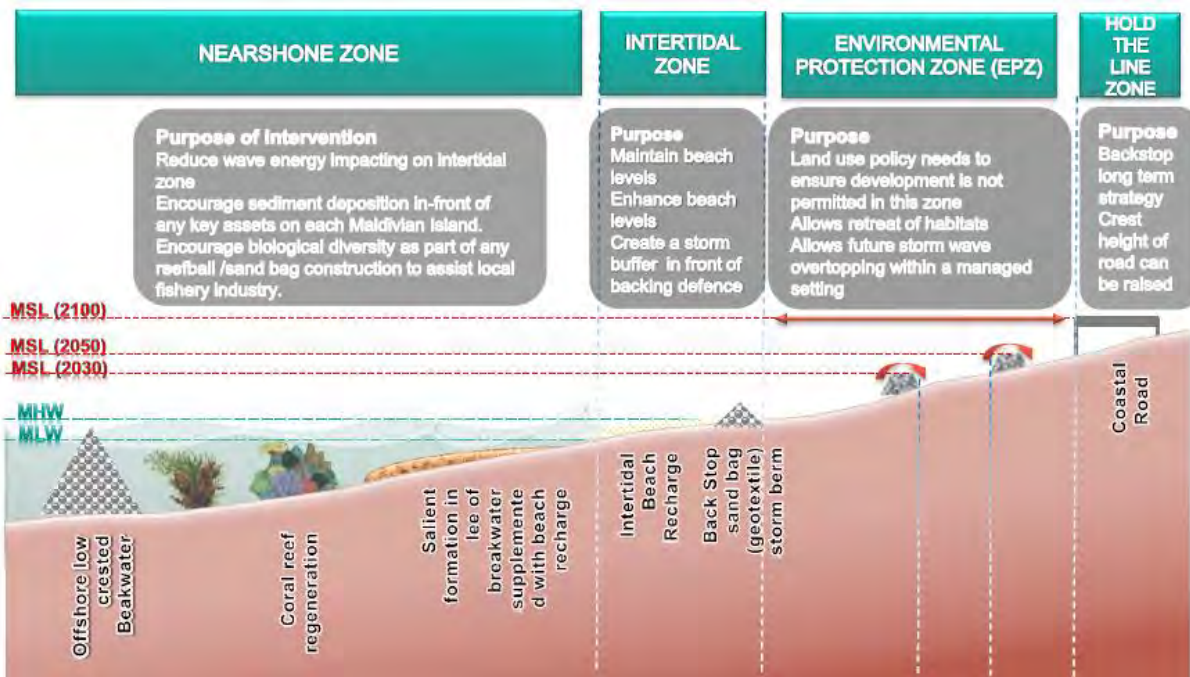 NEARSHONE ZONE
INTERTIDAL
ZONE
ENVIRONMENTAL
PROTECTION ZONE (EPZ)
HOLD
THE
LINE
ZONE
Purpose of Intervention
Reduce wave energy impacting on intertidal
zone
Encourage sediment deposition in-front of
any key assets on each Maldivian Island.
Encourage biological diversity as part of any
reefball /sand bag construction to assist local
fishery industry.
Purpose
Maintain beach
levels
Enhance beach
levels
Create a storm
buffer in front of
backing defence
Purpose
Land use policy needs to
ensure development is not
permitted in this zone
Allows retreat of habitats
Allows future storm wave
overtopping within a managed
setting
Purpose
Backstop
long term
strategy
Crest
height of
road can
be raised
MSL (2100)
MSL (2050)
MSL (2030)
MHW
MLW
Offshore low
crested
Beakwater
Coral reef
regeneration
Salient
formation in
lee of
breakwater
supplemente
d with beach
recharge
Intertidal
Beach
Recharge
Back Stop
sand bag
(geotextile)
storm berm
Coastal
Road